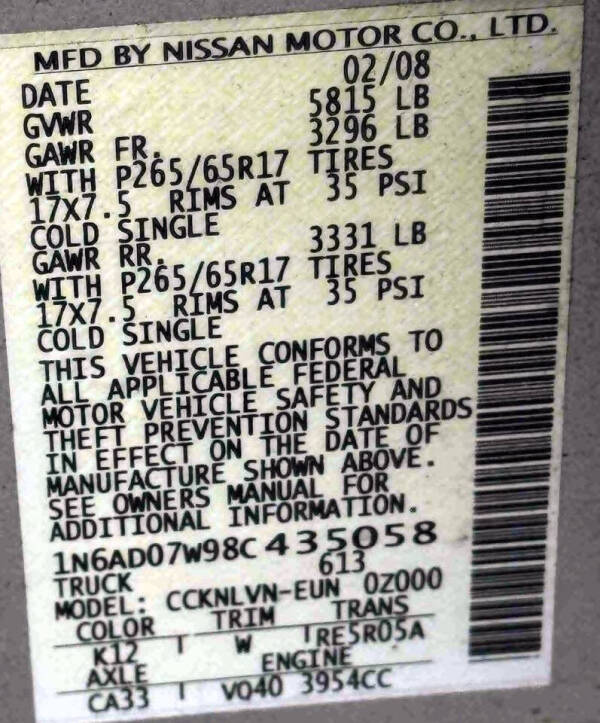 MFD BY NISSAN MOTOR CO., LTD.
DATE 02/08
GVWR 5815 LB
GAWR FR. 3296 LB
WITH P265/65R17 TIRES
17X7.5 RIMS AT 35 PSI
COLD SINGLE
GAWR RR. 3331 LB
WITH P265/65R17 TIRES
17X7.5 RIMS AT 35 PSI
COLD SINGLE
THIS VEHICLE CONFORMS TO
ALL APPLICABLE FEDERAL
MOTOR VEHICLE SAFETY AND
THEFT PREVENTION STANDARDS
IN EFFECT ON THE DATE OF
MANUFACTURE SHOWN ABOVE.
SEE OWNERS MANUAL FOR
ADDITIONAL INFORMATION.
1N6AD07W98C435058
TRUCK 613
MODEL: CCKNLVN-EUN 0Z000
COLOR TRIM TRANS
K12 W RE5R05A
AXLE ENGINE
CA33 VQ40 3954CC